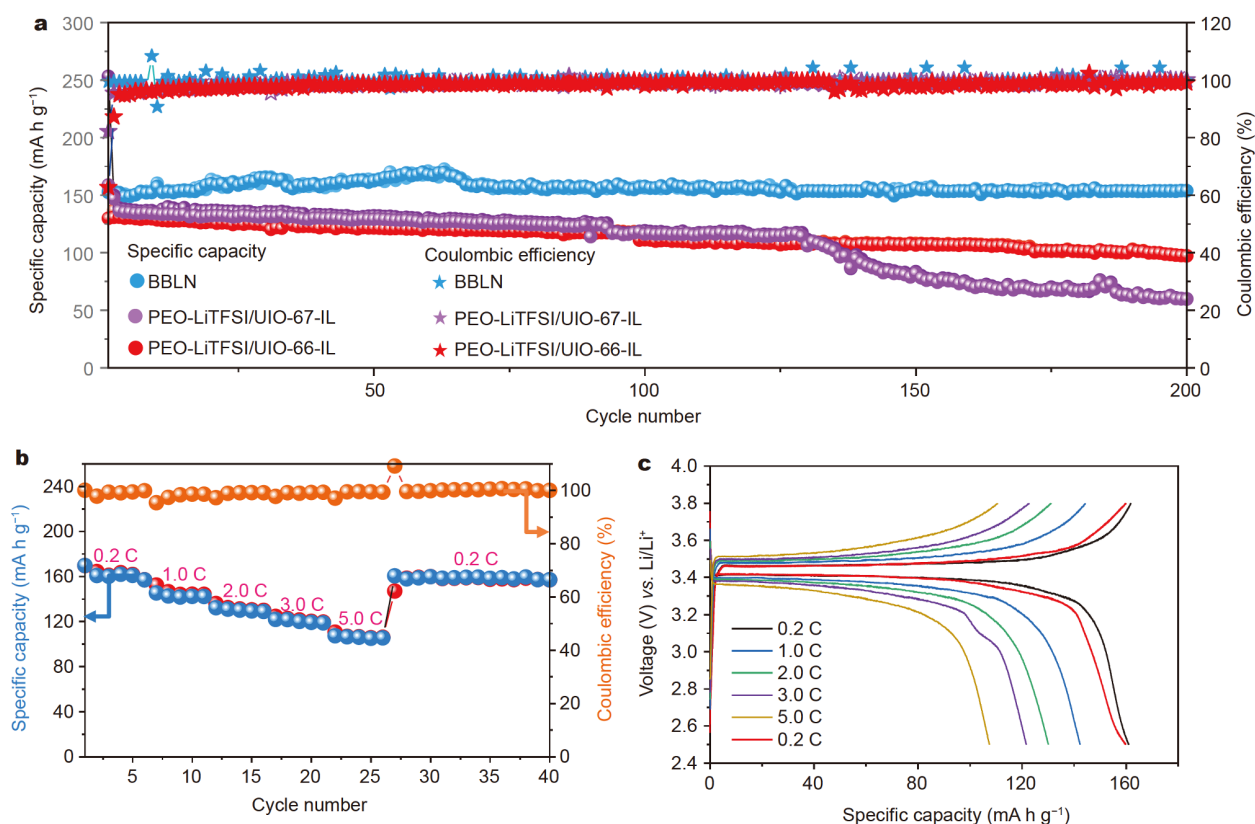 a
300
250
200
150
100
50
0
Specific capacity (mA h g⁻¹)
120
100
80
60
40
20
0
Coulombic efficiency (%)
Specific capacity
BBLN
PEO-LiTFSI/UIO-67-IL
PEO-LiTFSI/UIO-66-IL
Coulombic efficiency
BBLN
PEO-LiTFSI/UIO-67-IL
PEO-LiTFSI/UIO-66-IL
50 100 150 200
Cycle number
b
240
200
160
120
80
40
0
Specific capacity (mA h g⁻¹)
0.2 C
1.0 C
2.0 C
3.0 C
5.0 C
0.2 C
100
80
60
40
20
0
Coulombic efficiency (%)
5 10 15 20 25 30 35 40
Cycle number
c
4.0
3.8
3.6
3.4
3.2
3.0
2.8
2.6
2.4
Voltage (V) vs. Li/Li⁺
0.2 C
1.0 C
2.0 C
3.0 C
5.0 C
0.2 C
0 40 80 120 160
Specific capacity (mA h g⁻¹)